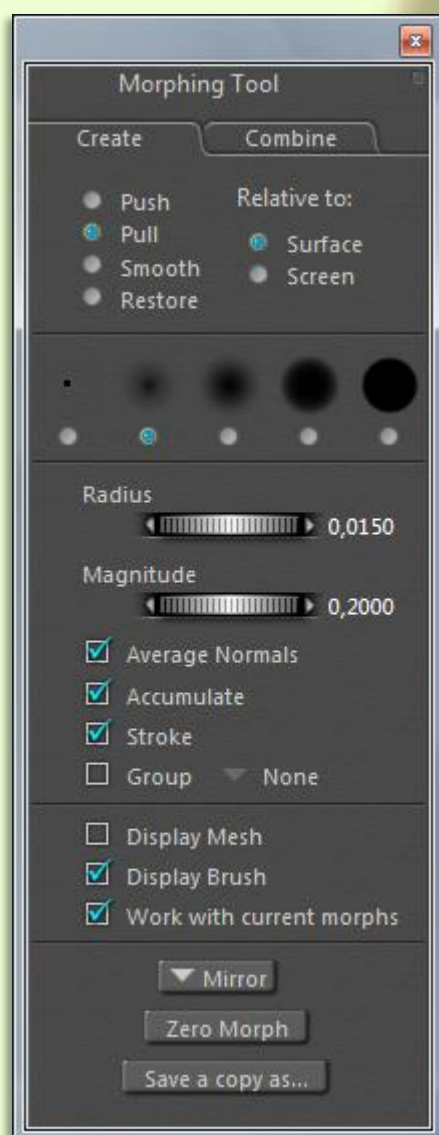 Morphing Tool
Create Combine
Push
Pull
Smooth
Restore
Relative to:
Surface
Screen
Radius
0,0150
Magnitude
0,2000
Average Normals
Accumulate
Stroke
Group None
Display Mesh
Display Brush
Work with current morphs
Mirror
Zero Morph
Save a copy as...